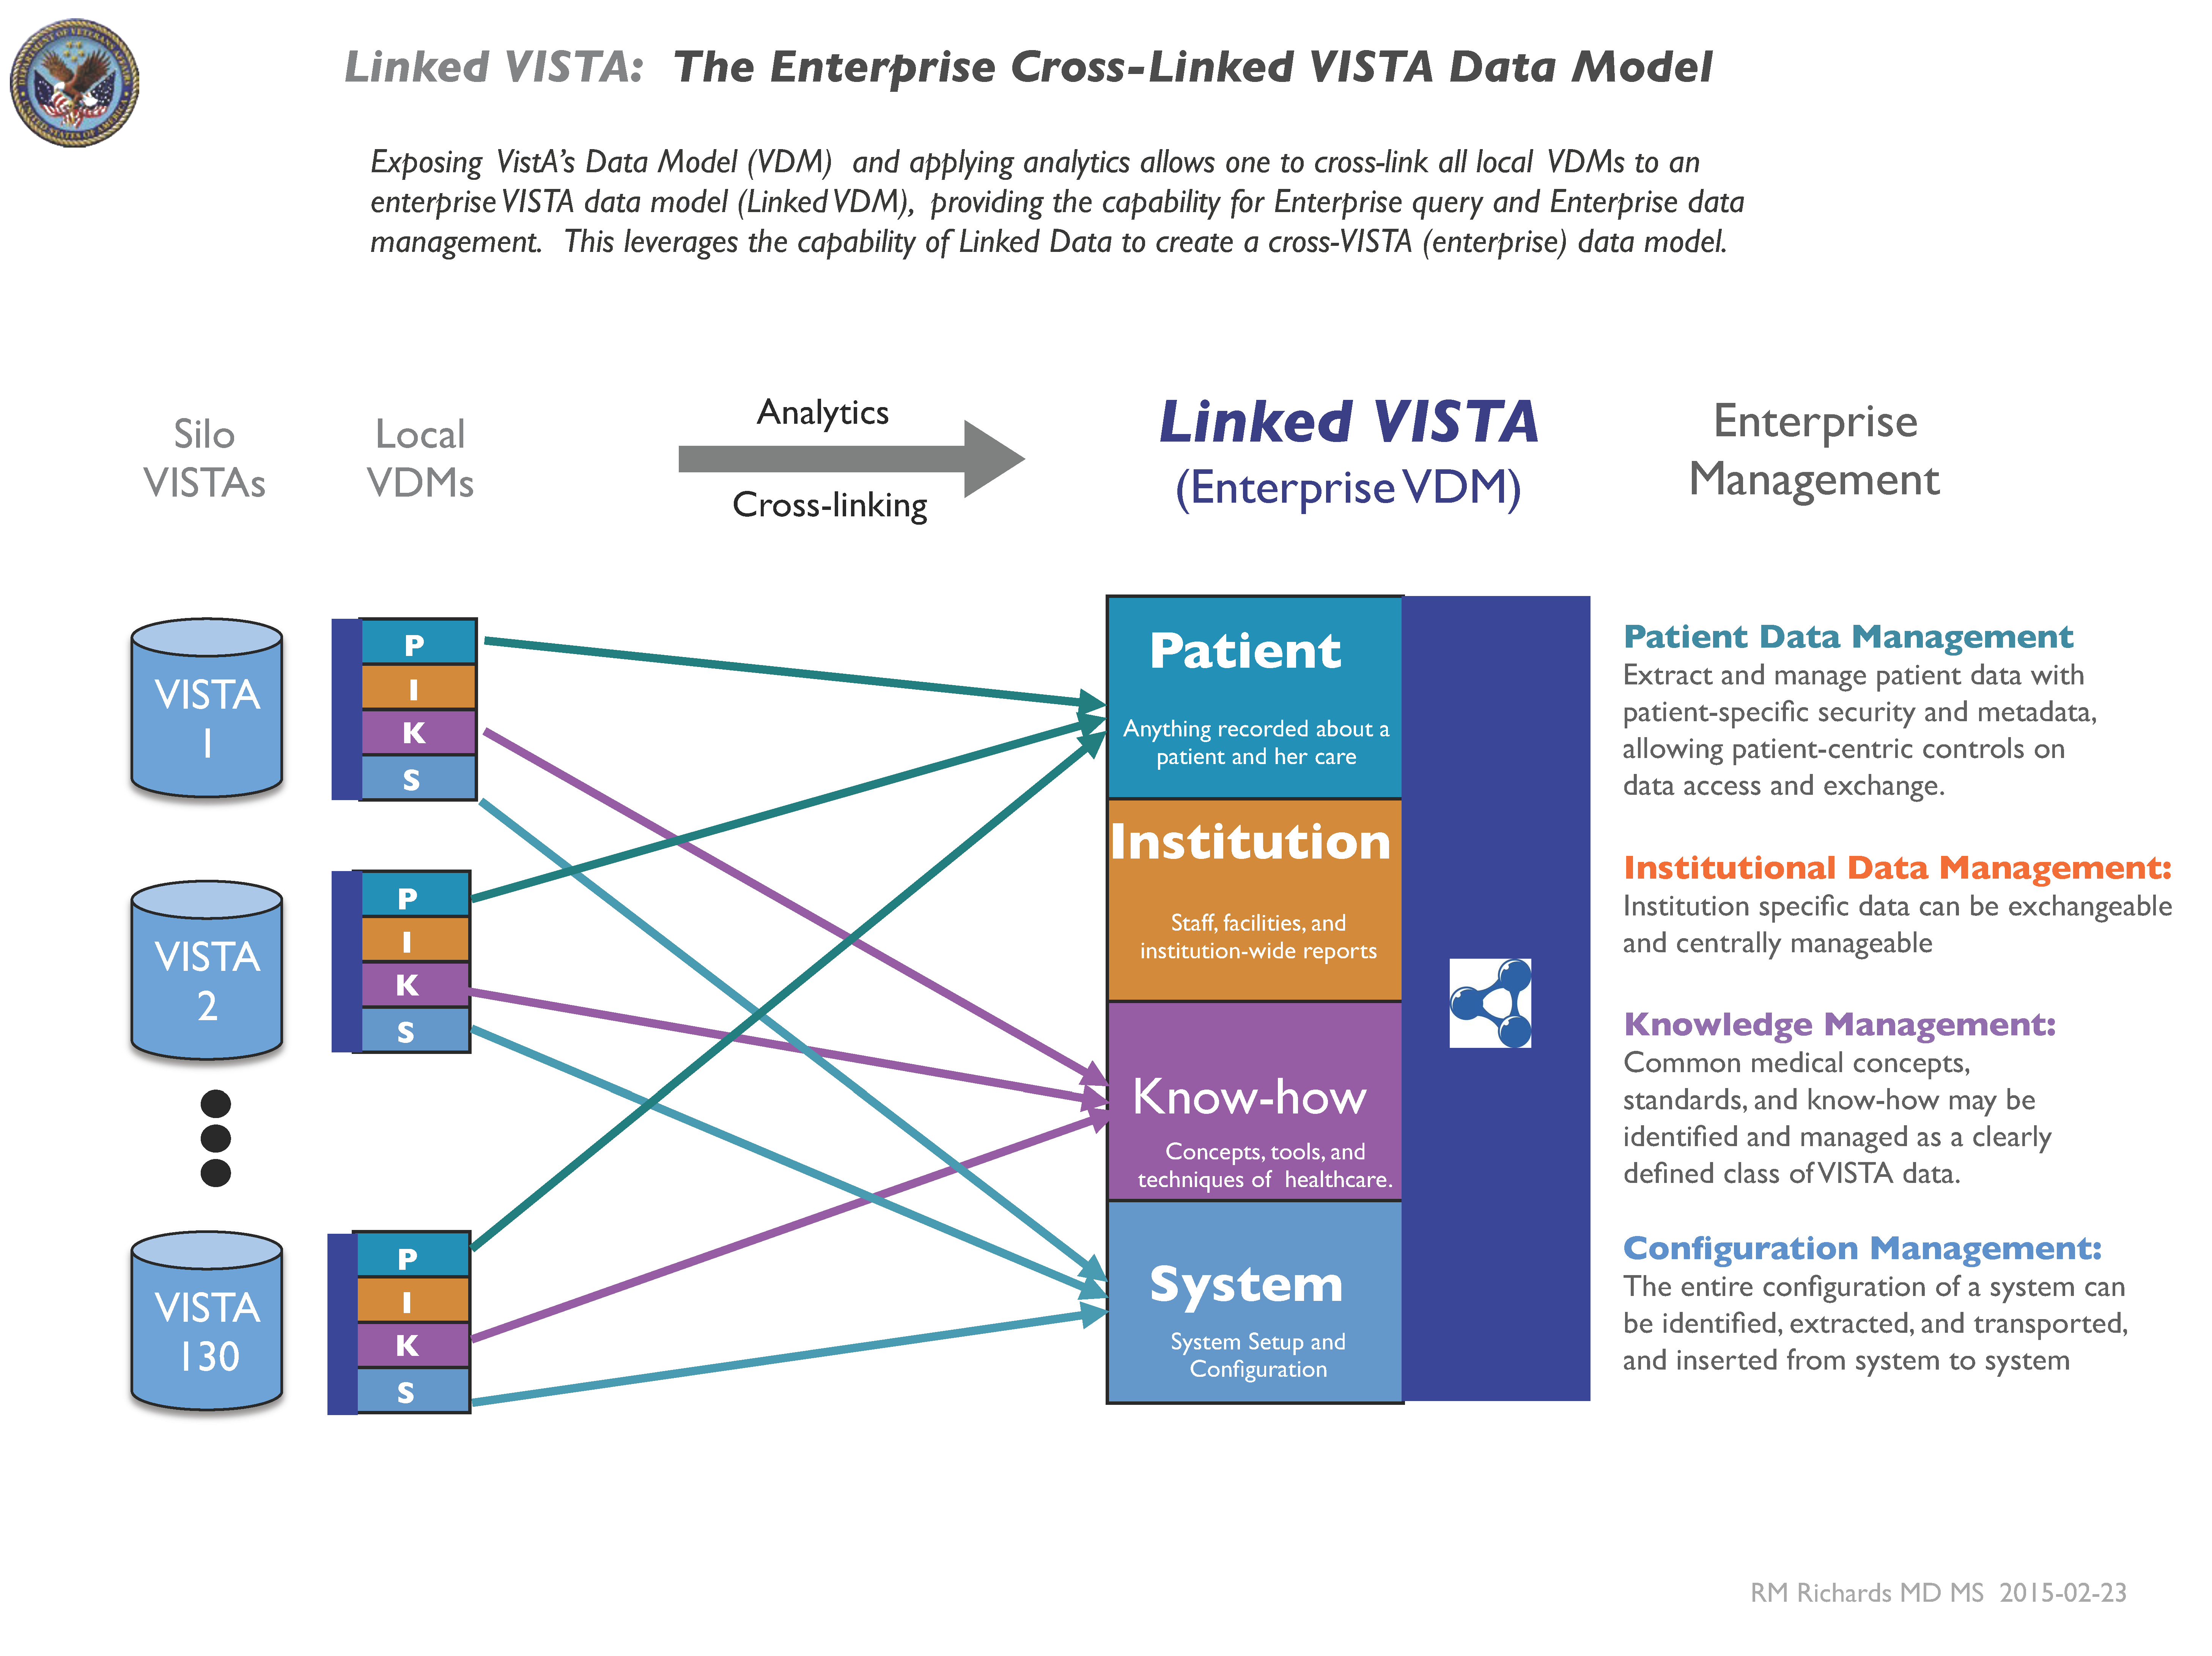 Linked VISTA: The Enterprise Cross-Linked VISTA Data Model
Exposing VistA's Data Model (VDM) and applying analytics allows one to cross-link all local VDMs to an
enterprise VISTA data model (Linked VDM), providing the capability for Enterprise query and Enterprise data
management. This leverages the capability of Linked Data to create a cross-VISTA (enterprise) data model.
Silo
VISTAs
Local
VDMs
Analytics
Cross-linking
Linked VISTA
(Enterprise VDM)
Enterprise
Management
VISTA
1
P
I
K
S
VISTA
2
P
I
K
S
VISTA
130
P
I
K
S
Patient
Anything recorded about a
patient and her care
Institution
Staff, facilities, and
institution-wide reports
Know-how
Concepts, tools, and
techniques of healthcare.
System
System Setup and
Configuration
Patient Data Management
Extract and manage patient data with
patient-specific security and metadata,
allowing patient-centric controls on
data access and exchange.
Institutional Data Management:
Institution specific data can be exchangeable
and centrally manageable
Knowledge Management:
Common medical concepts,
standards, and know-how may be
identified and managed as a clearly
defined class of VISTA data.
Configuration Management:
The entire configuration of a system can
be identified, extracted, and transported,
and inserted from system to system
RM Richards MD MS 2015-02-23